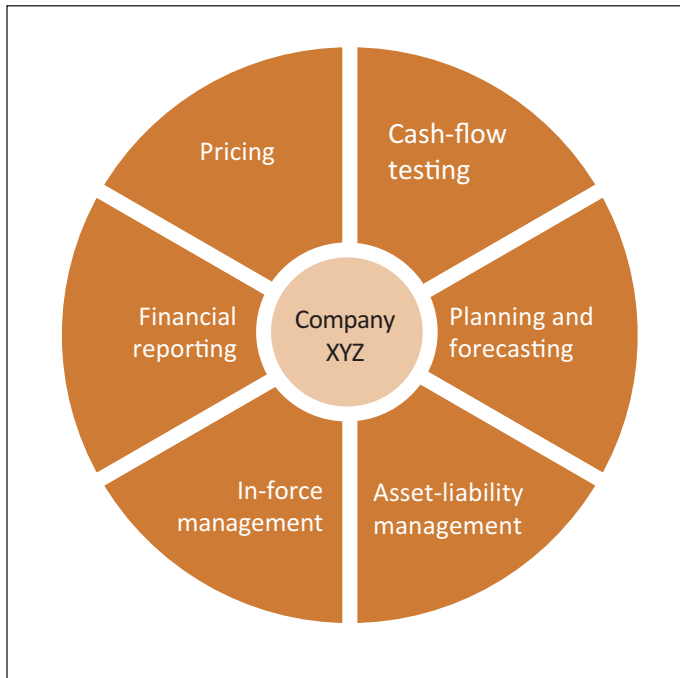 Pricing
Cash-flow
testing
Financial
reporting
Company
XYZ
Planning and
forecasting
In-force
management
Asset-liability
management